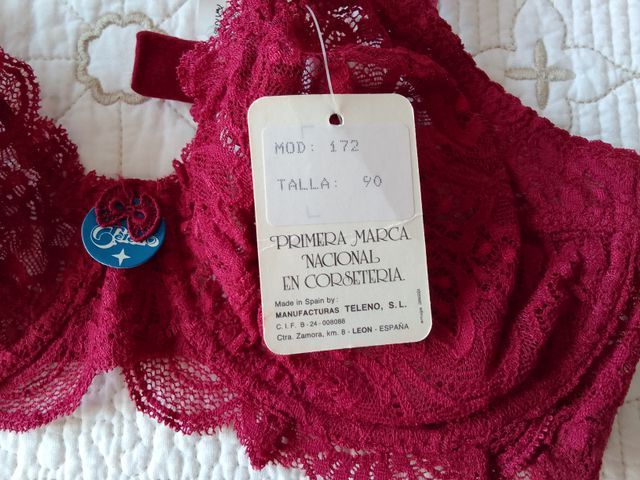 MOD: 172
TALLA: 90
PRIMERA MARCA
NACIONAL
EN CORSETERIA.
Made in Spain by:
MANUFACTURAS TELENO, S. L.
C. I. F. B - 24 - 008088
Ctra. Zamora, km. 8 - LEON - ESPAÑA